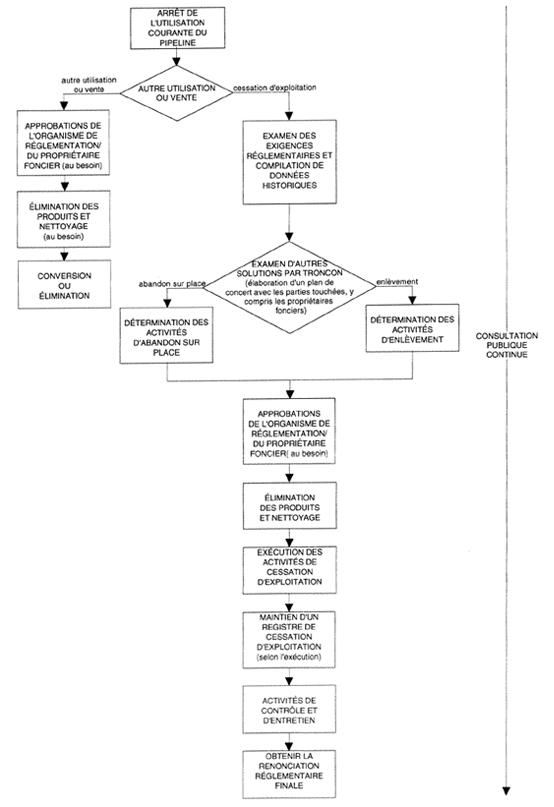 ARRÊT DE
L'UTILISATION
COURANTE DU
PIPELINE
autre utilisation
ou vente
AUTRE UTILISATION
OU VENTE
cessation d'exploitation
APPROBATIONS DE
L'ORGANISME DE
RÉGLEMENTATION/
DU PROPRIÉTAIRE
FONCIER (au besoin)
EXAMEN DES
EXIGENCES
RÉGLEMENTAIRES ET
COMPILATION DE
DONNÉES
HISTORIQUES
ÉLIMINATION DES
PRODUITS ET
NETTOYAGE
(au besoin)
CONVERSION
OU
ÉLIMINATION
EXAMEN D'AUTRES
SOLUTIONS PAR TRONCON
(élaboration d'un plan de
concert avec les parties touchées, y
compris les propriétaires
fonciers)
abandon sur place
enlèvement
DÉTERMINATION DES
ACTIVITÉS
D'ABANDON SUR
PLACE
DÉTERMINATION DES
ACTIVITÉS
D'ENLÈVEMENT
CONSULTATION
PUBLIQUE
CONTINUE
APPROBATIONS
DE L'ORGANISME DE
RÉGLEMENTATION/
DU PROPRIÉTAIRE
FONCIER( au besoin)
ÉLIMINATION
DES PRODUITS
ET NETTOYAGE
EXÉCUTION DES
ACTIVITÉS DE
CESSATION
D'EXPLOITATION
MAINTIEN D'UN
REGISTRE DE
CESSATION
D'EXPLOITATION
(selon l'exécution)
ACTIVITÉS DE
CONTRÔLE ET
D'ENTRETIEN
OBTENIR LA
RENONCIATION
RÉGLEMENTAIRE
FINALE